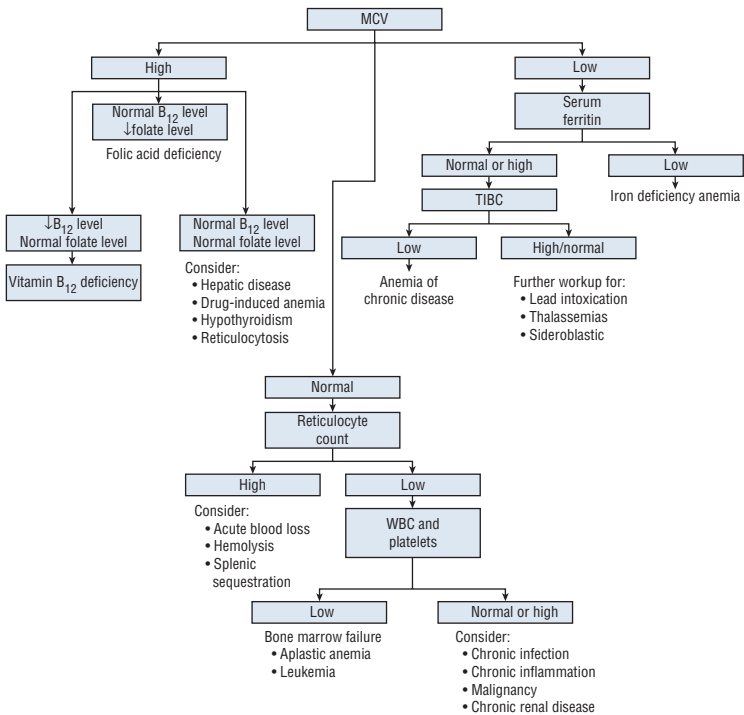 MCV
High
Low
Normal B12 level
↓folate level
Folic acid deficiency
Serum
ferritin
Normal or high
Low
Iron deficiency anemia
TIBC
↓B12 level
Normal folate level
Vitamin B12 deficiency
Normal B12 level
Normal folate level
Consider:
• Hepatic disease
• Drug-induced anemia
• Hypothyroidism
• Reticulocytosis
Low
Anemia of
chronic disease
High/normal
Further workup for:
• Lead intoxication
• Thalassemias
• Sideroblastic
Normal
Reticulocyte
count
High
Consider:
• Acute blood loss
• Hemolysis
• Splenic
sequestration
Low
WBC and
platelets
Low
Bone marrow failure
• Aplastic anemia
• Leukemia
Normal or high
Consider:
• Chronic infection
• Chronic inflammation
• Malignancy
• Chronic renal disease